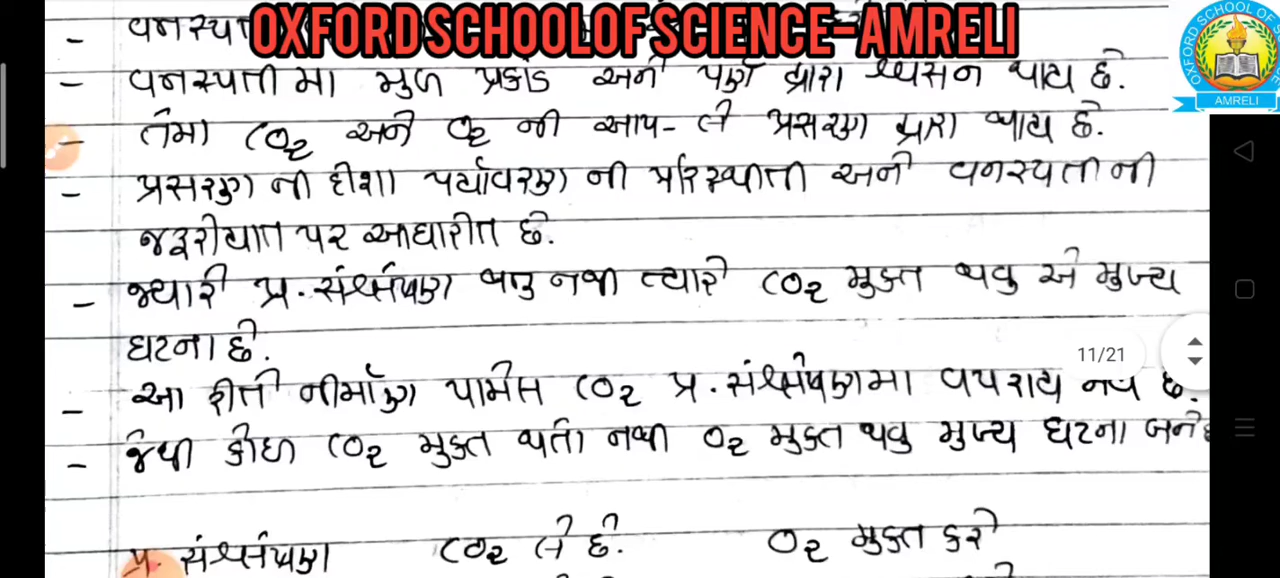 OXFORD SCHOOL OF SCIENCE-AMRELI
OXFORD SCHOOL OF
AMRELI
- વનસ્પતીમા મુળ પ્રકાંડ અને પર્ણ દ્વારા શ્વસન થાય છે.
- તેમા CO2 અને O2 ની આપ-લે પ્રસરણ દ્વારા થાય છે.
- પ્રસરણ ની દીશા પર્યાવરણ ની પરિસ્થીતી અને વનસ્પતીની
જરૂરીયાત પર આધારીત છે.
- જ્યારે પ્ર.સંશ્લેષણ થતુ નથી ત્યારે CO2 મુક્ત થવુ એ મુખ્ય
ઘટના છે.
11/21
- આ રીતે નીર્માણ પામેલ CO2 પ્ર.સંશ્લેષણમા વપરાય જાય છે.
- જેથી કોઇ CO2 મુક્ત થતો નથી O2 મુક્ત થવુ મુખ્ય ઘટના બને છે
પ્ર.સંશ્લેષણ CO2 લે છે. O2 મુક્ત કરે